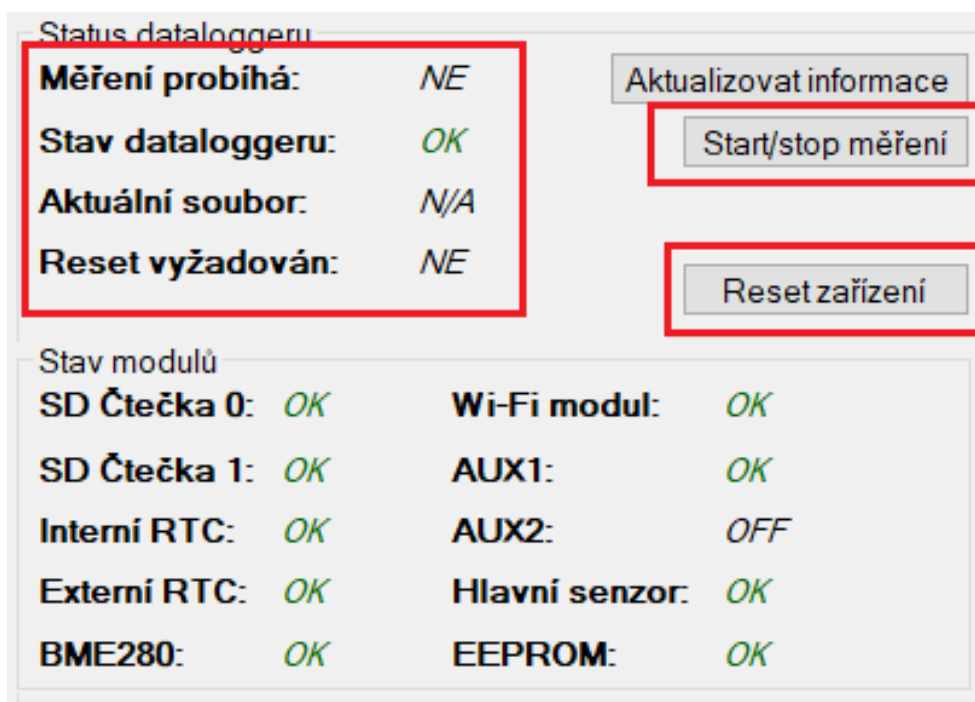 Status dataloggeru
Měření probíhá: NE Aktualizovat informace
Stav dataloggeru: OK Start/stop měření
Aktuální soubor: N/A
Reset vyžadován: NE Reset zařízení
Stav modulů
SD Čtečka 0: OK Wi-Fi modul: OK
SD Čtečka 1: OK AUX1: OK
Interní RTC: OK AUX2: OFF
Externí RTC: OK Hlavní senzor: OK
BME280: OK EEPROM: OK